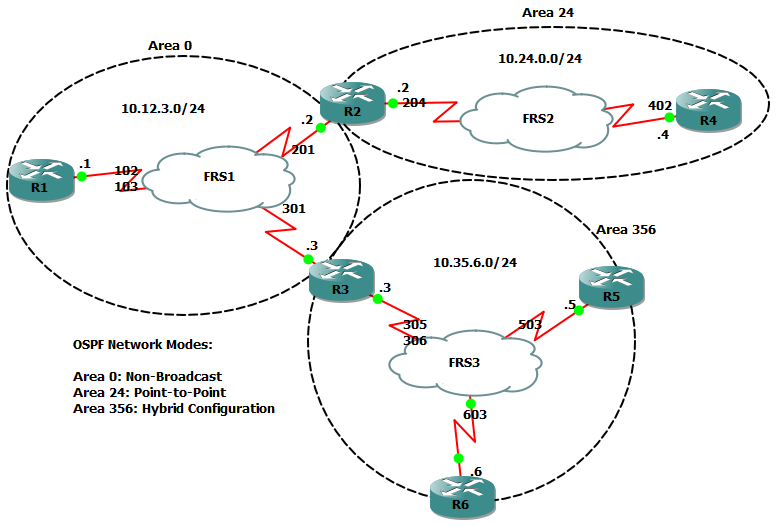 Area 0
Area 24
10.24.0.0/24
10.12.3.0/24
R2
.2
204
FRS2
402
R4
.4
.2
201
.1
R1
102
103
FRS1
301
.3
R3
Area 356
10.35.6.0/24
.3
305
306
503
.5
R5
FRS3
603
.6
R6
OSPF Network Modes:
Area 0: Non-Broadcast
Area 24: Point-to-Point
Area 356: Hybrid Configuration